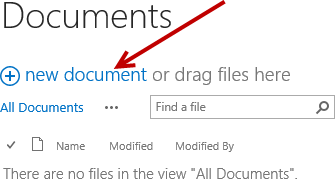 Documents
new document or drag files here
All Documents ••• Find a file
Name Modified Modified By
There are no files in the view "All Documents".